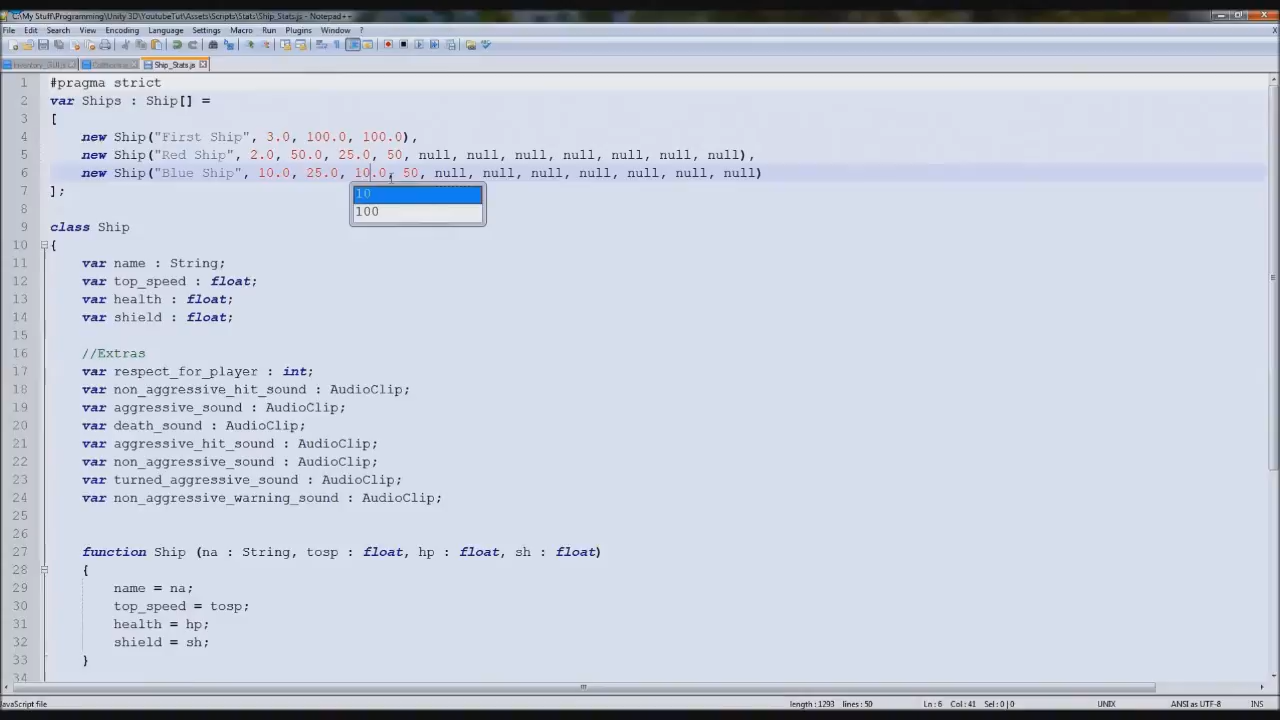 C:\My Stuff\Programming\Unity 3D\YoutubeTut\Assets\Scripts\Stats\Ship_Stats.js - Notepad++
File Edit Search View Encoding Language Settings Macro Run Plugins Window ?
Inventory_GUI.js Ship_Stats.js
1 #pragma strict
2 var Ships : Ship[] =
3 [
4 new Ship("First Ship", 3.0, 100.0, 100.0),
5 new Ship("Red Ship", 2.0, 50.0, 25.0, 50, null, null, null, null, null, null, null),
6 new Ship("Blue Ship", 10.0, 25.0, 10.0, 50, null, null, null, null, null, null, null)
7 ];
10
100
8
9 class Ship
10 {
11 var name : String;
12 var top_speed : float;
13 var health : float;
14 var shield : float;
15
16 //Extras
17 var respect_for_player : int;
18 var non_aggressive_hit_sound : AudioClip;
19 var aggressive_sound : AudioClip;
20 var death_sound : AudioClip;
21 var aggressive_hit_sound : AudioClip;
22 var non_aggressive_sound : AudioClip;
23 var turned_aggressive_sound : AudioClip;
24 var non_aggressive_warning_sound : AudioClip;
25
26
27 function Ship (na : String, tosp : float, hp : float, sh : float)
28 {
29 name = na;
30 top_speed = tosp;
31 health = hp;
32 shield = sh;
33 }
34
JavaScript file length : 1293 lines : 50 Ln : 6 Col : 41 Sel : 0 | 0 UNIX ANSI as UTF-8 INS